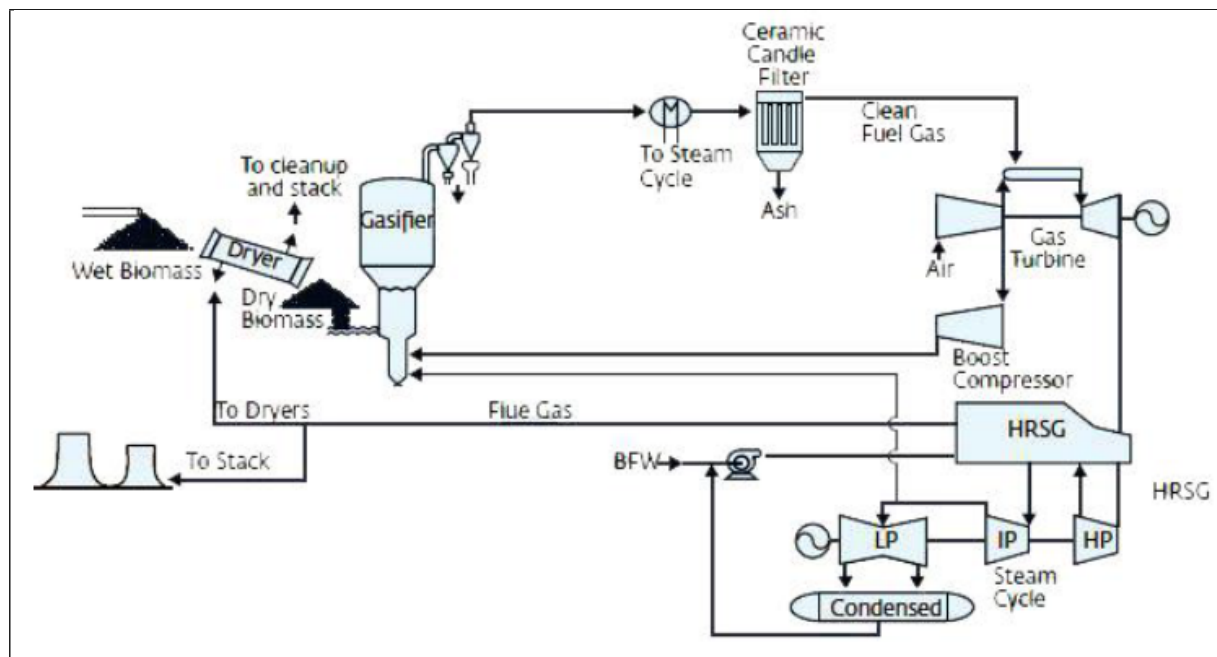 Ceramic
Candle
Filter
Clean
Fuel Gas
To Steam
Cycle
To cleanup
and stack
Gasifier
Ash
Dryer
Wet Biomass
Air
Gas
Turbine
Dry
Biomass
Boost
Compressor
To Dryers
Flue Gas
HRSG
To Stack
BFW
HRSG
LP
IP
HP
Steam
Cycle
Condensed